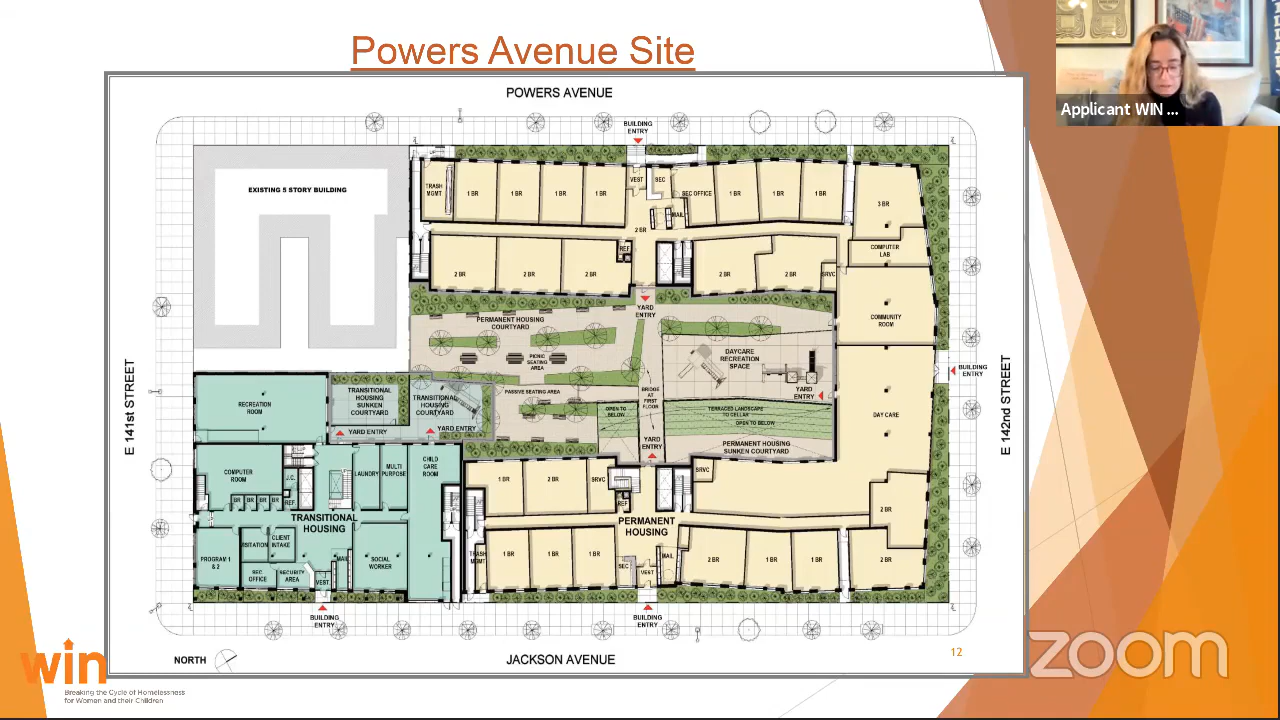 Powers Avenue Site
Applicant WIN ...
POWERS AVENUE
BUILDING
ENTRY
EXISTING 5 STORY BUILDING
TRASH
MGMT
1 BR
1 BR
1 BR
1 BR
VEST
SEC
SEC OFFICE
1 BR
1 BR
1 BR
3 BR
MAIL
2 BR
REF
COMPUTER
LAB
2 BR
2 BR
2 BR
2 BR
2 BR
SRVC
YARD
ENTRY
PERMANENT HOUSING
COURTYARD
COMMUNITY
ROOM
PICNIC
SEATING
AREA
DAYCARE
RECREATION
SPACE
BUILDING
ENTRY
E 141st STREET
E 142nd STREET
RECREATION
ROOM
TRANSITIONAL
HOUSING
SUNKEN
COURTYARD
TRANSITIONAL
HOUSING
COURTYARD
PASSIVE SEATING AREA
BRIDGE
AT
FIRST
FLOOR
YARD
ENTRY
OPEN TO
BELOW
TERRACED LANDSCAPE
TO CELLAR
OPEN TO BELOW
DAY CARE
YARD ENTRY
YARD ENTRY
YARD
ENTRY
PERMANENT HOUSING
SUNKEN COURTYARD
COMPUTER
ROOM
J.C.
REF
LAUNDRY
MULTI
PURPOSE
CHILD
CARE
ROOM
1 BR
2 BR
SRVC
REF
SRVC
BR
BR
BR
BR
2 BR
TRANSITIONAL
HOUSING
PERMANENT
HOUSING
PROGRAM 1
& 2
VISITATION
CLIENT
INTAKE
SEC
OFFICE
SECURITY
AREA
VEST
MAIL
SOCIAL
WORKER
TRASH
MGMT
1 BR
1 BR
1 BR
SEC
VEST
MAIL
2 BR
1 BR
1 BR
2 BR
BUILDING
ENTRY
BUILDING
ENTRY
NORTH
JACKSON AVENUE
12
win
Breaking the Cycle of Homelessness
for Women and their Children
zoom